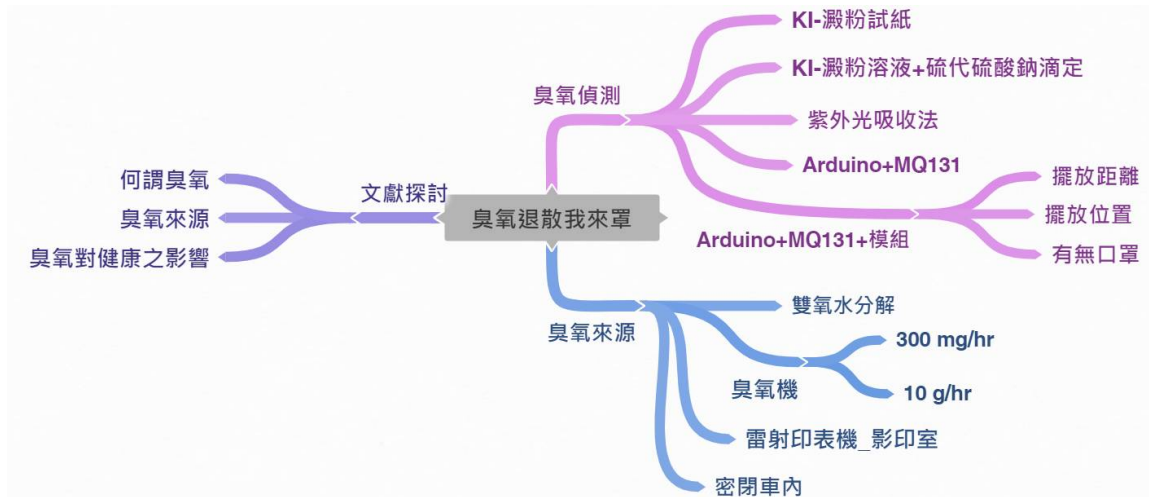 臭氧退散我來罩
文獻探討
何謂臭氧
臭氧來源
臭氧對健康之影響
臭氧偵測
KI-澱粉試紙
KI-澱粉溶液+硫代硫酸鈉滴定
紫外光吸收法
Arduino+MQ131
Arduino+MQ131+模組
擺放距離
擺放位置
有無口罩
臭氧來源
雙氧水分解
臭氧機
300 mg/hr
10 g/hr
雷射印表機_影印室
密閉車內